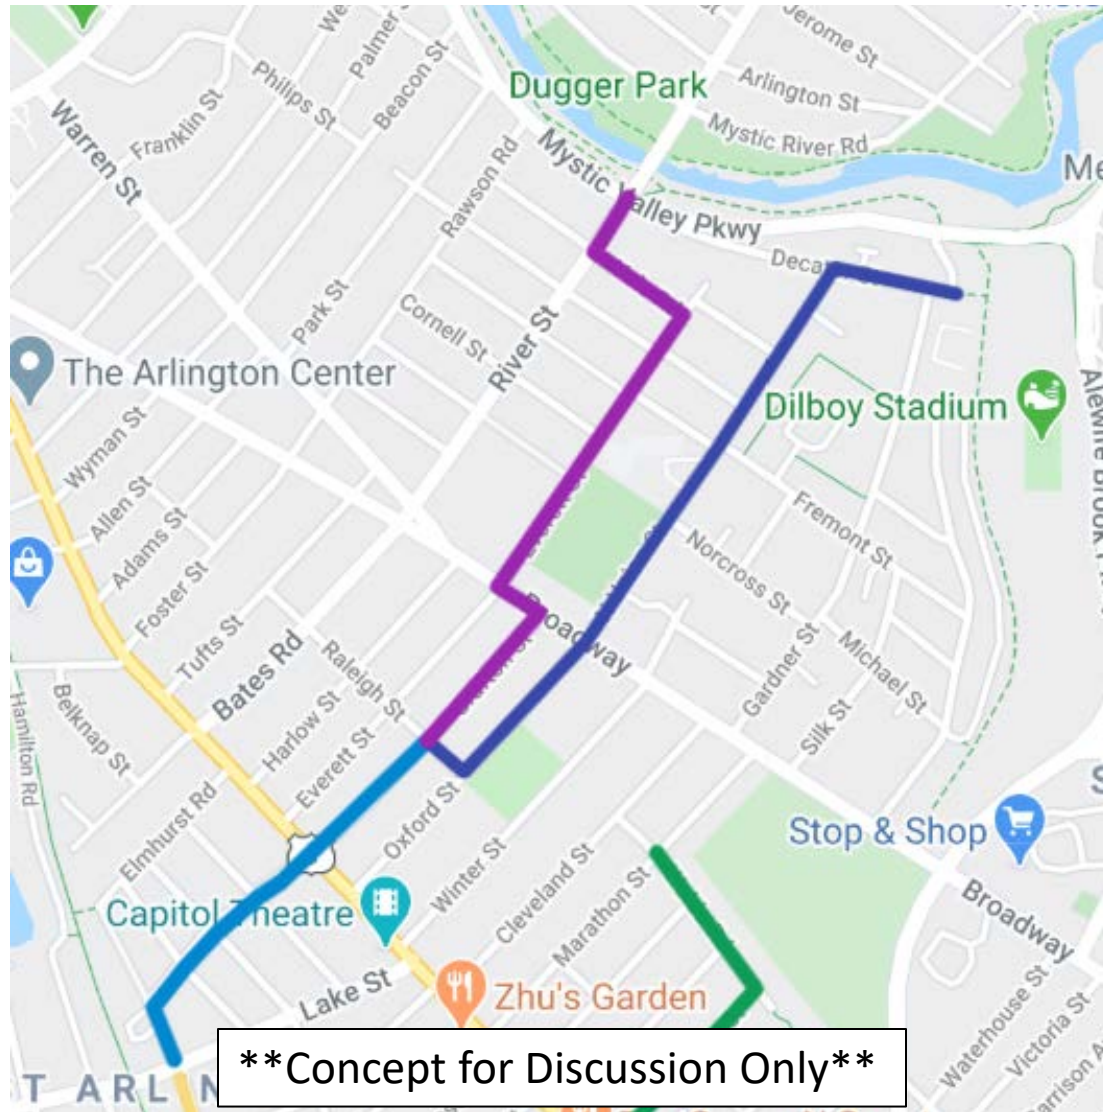 Jerome St
Philips St
Palmer S
Beacon St
Dugger Park
Arlington St
Franklin St
Mystic River Rd
Warren St
Rawson Rd
Mystic Valley Pkwy
Me
Park St
Cornell St
River St
The Arlington Center
Dilboy Stadium
Alewife Brook P
Wyman St
Allen St
Adams St
Foster St
Fremont St
Norcross St
Tufts St
Bates Rd
Raleigh St
Broadway
Gardner St
Michael St
Silk St
Belknap St
Hamilton Rd
Harlow St
Everett St
Elmhurst Rd
Oxford St
Winter St
Cleveland St
Marathon St
Stop & Shop
S
Broadway
Capitol Theatre
Lake St
Zhu's Garden
Waterhouse St
Victoria St
T ARLIN
**Concept for Discussion Only**